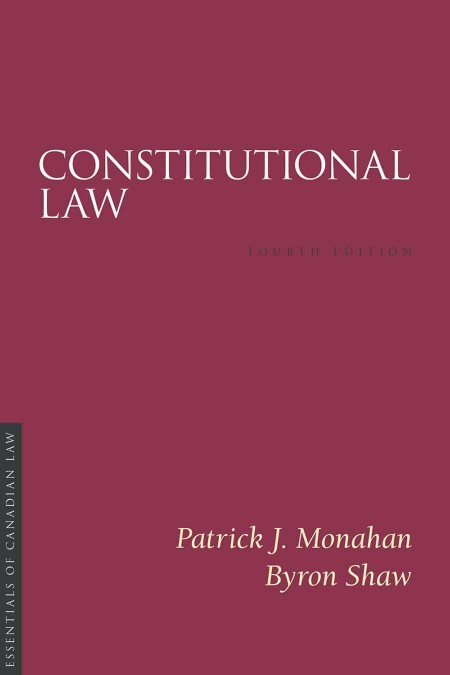 CONSTITUTIONAL
LAW
FOURTH EDITION
ESSENTIALS OF CANADIAN LAW
Patrick J. Monahan
Byron Shaw